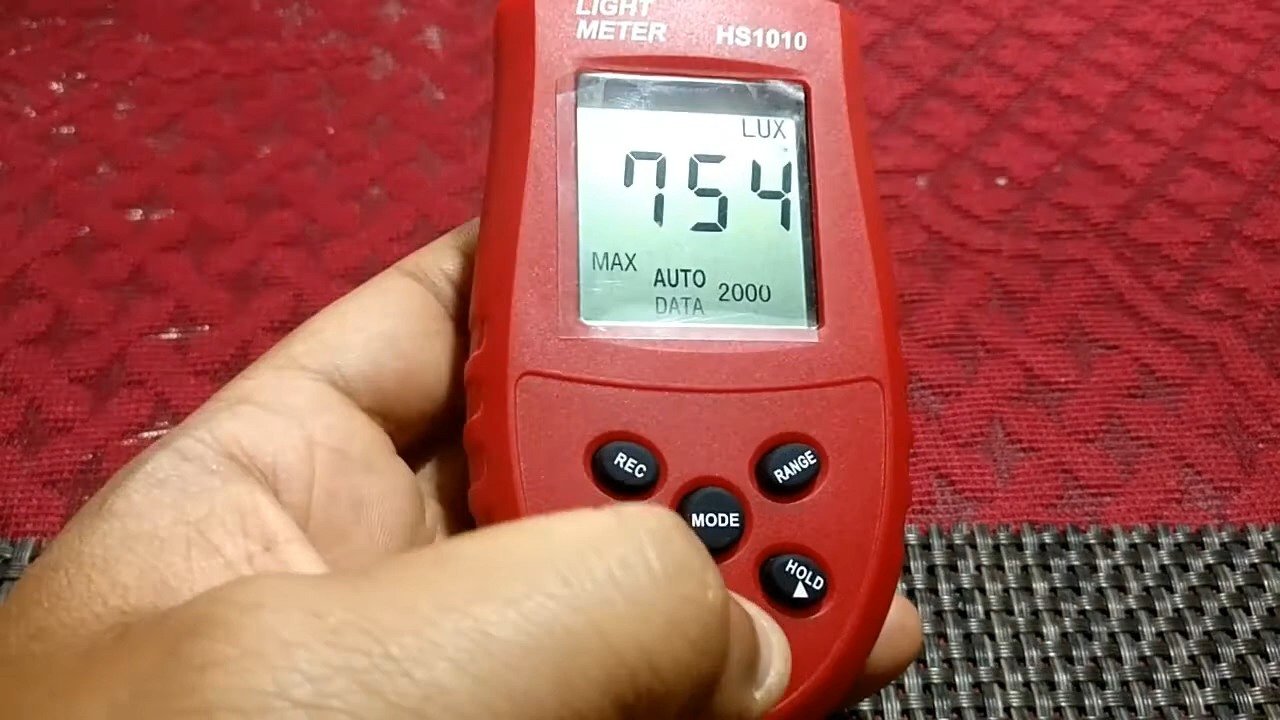 LIGHT
METER HS1010
LUX
754
MAX
AUTO 2000
DATA
REC
RANGE
MODE
HOLD